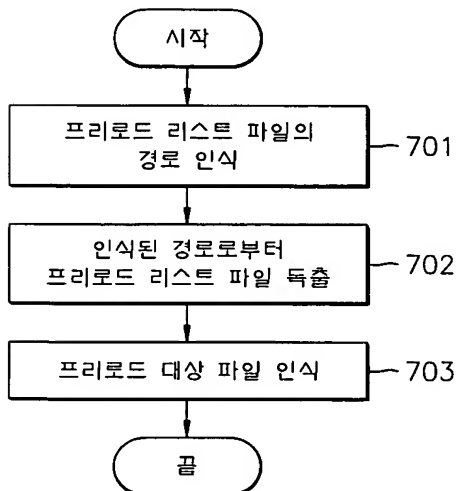 시작
프리로드 리스트 파일의
경로 인식
701
인식된 경로로부터
프리로드 리스트 파일 독출
702
프리로드 대상 파일 인식
703
끝